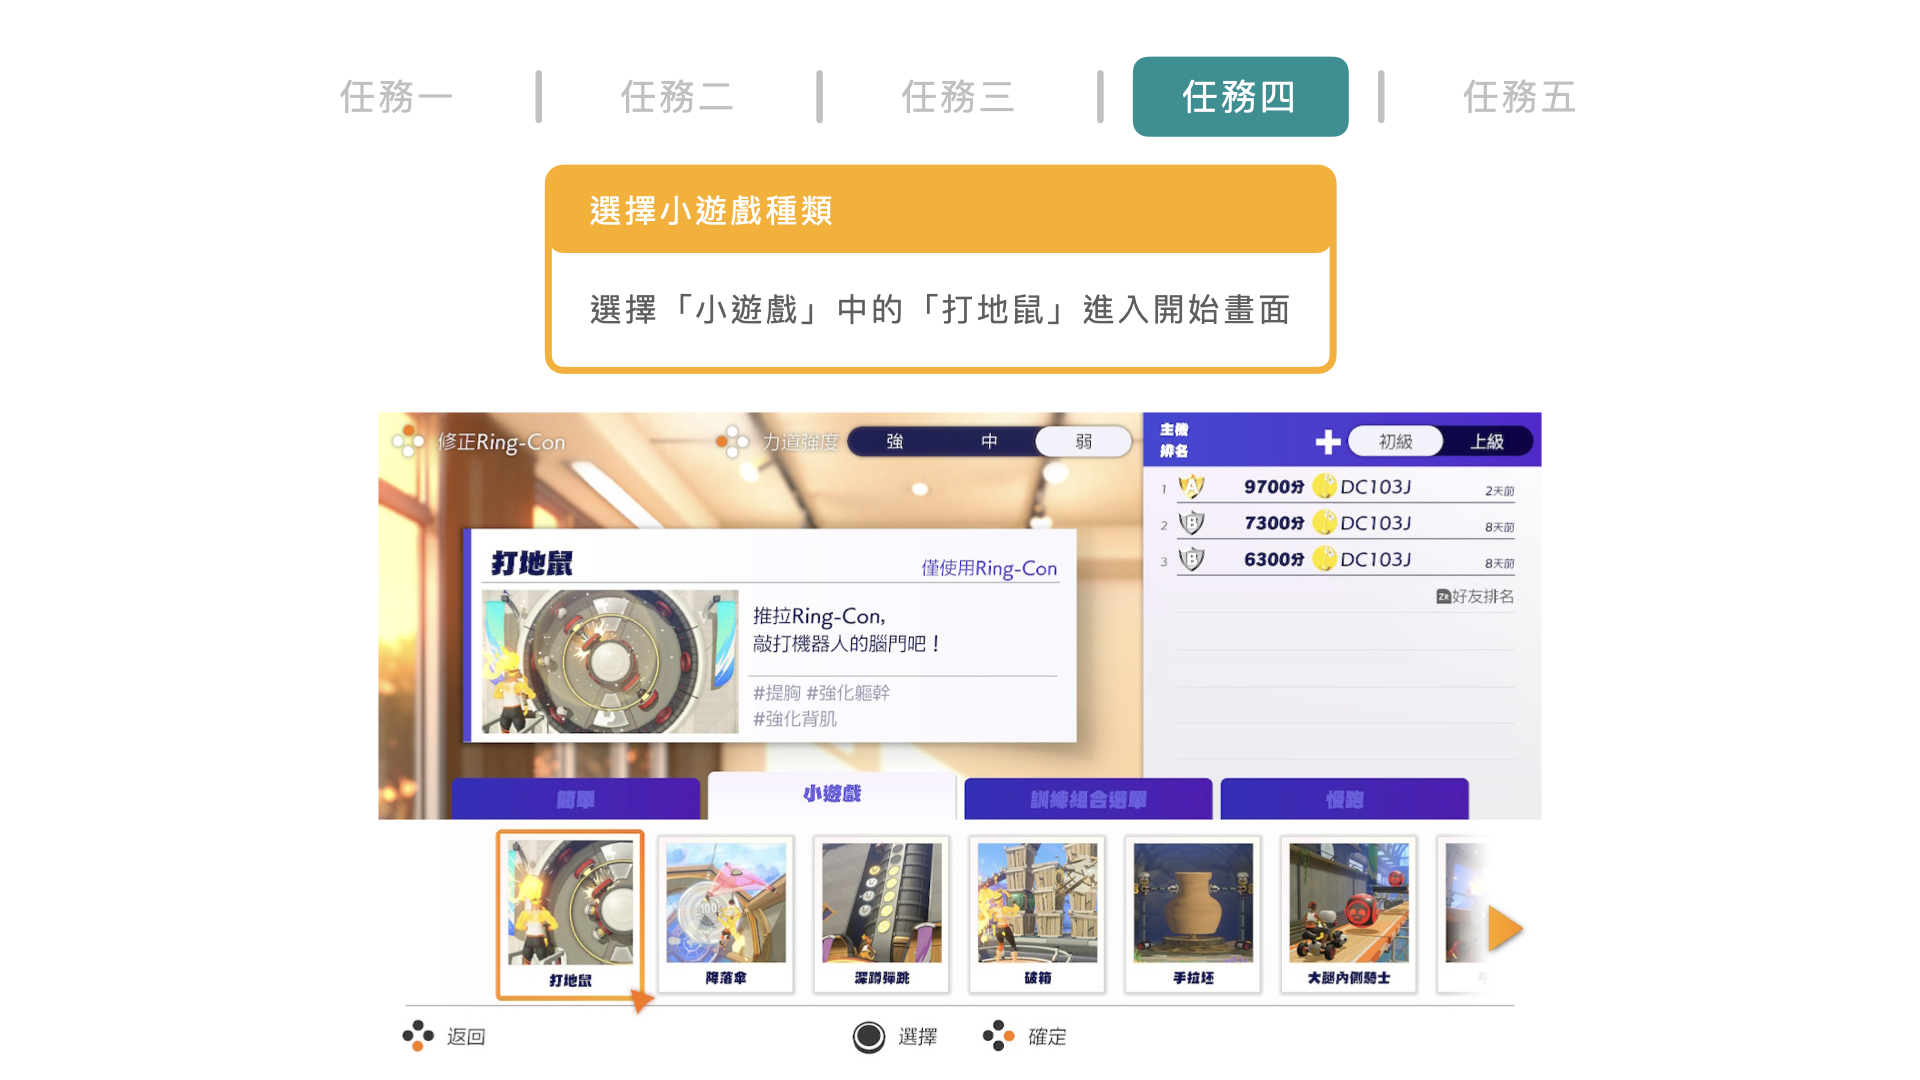 任務一
任務二
任務三
任務四
任務五
選擇小遊戲種類
選擇「小遊戲」中的「打地鼠」進入開始畫面
修正Ring-Con
力道強度
強
中
弱
主機
排名
初級
上級
打地鼠
僅使用Ring-Con
推拉Ring-Con,
敲打機器人的腦門吧！
#提胸 #強化軀幹
#強化背肌
1 A 9700分 DC103J 2天前
2 B 7300分 DC103J 8天前
3 B 6300分 DC103J 8天前
ZR好友排名
簡單
小遊戲
訓練組合選單
慢跑
100
打地鼠
降落傘
深蹲彈跳
破箱
手拉坯
大腿內側騎士
返回
選擇
確定